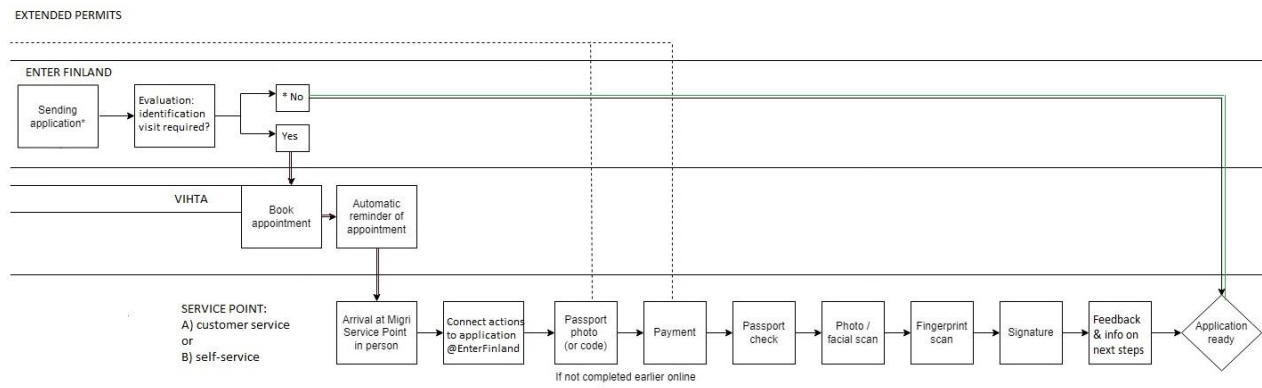 EXTENDED PERMITS
ENTER FINLAND
Sending
application*
Evaluation:
identification
visit required?
* No
Yes
VIHTA
Book
appointment
Automatic
reminder of
appointment
SERVICE POINT:
A) customer service
or
B) self-service
Arrival at Migri
Service Point
in person
Connect actions
to application
@EnterFinland
Passport
photo
(or code)
Payment
Passport
check
Photo /
facial scan
Fingerprint
scan
Signature
Feedback
& info on
next steps
Application
ready
If not completed earlier online